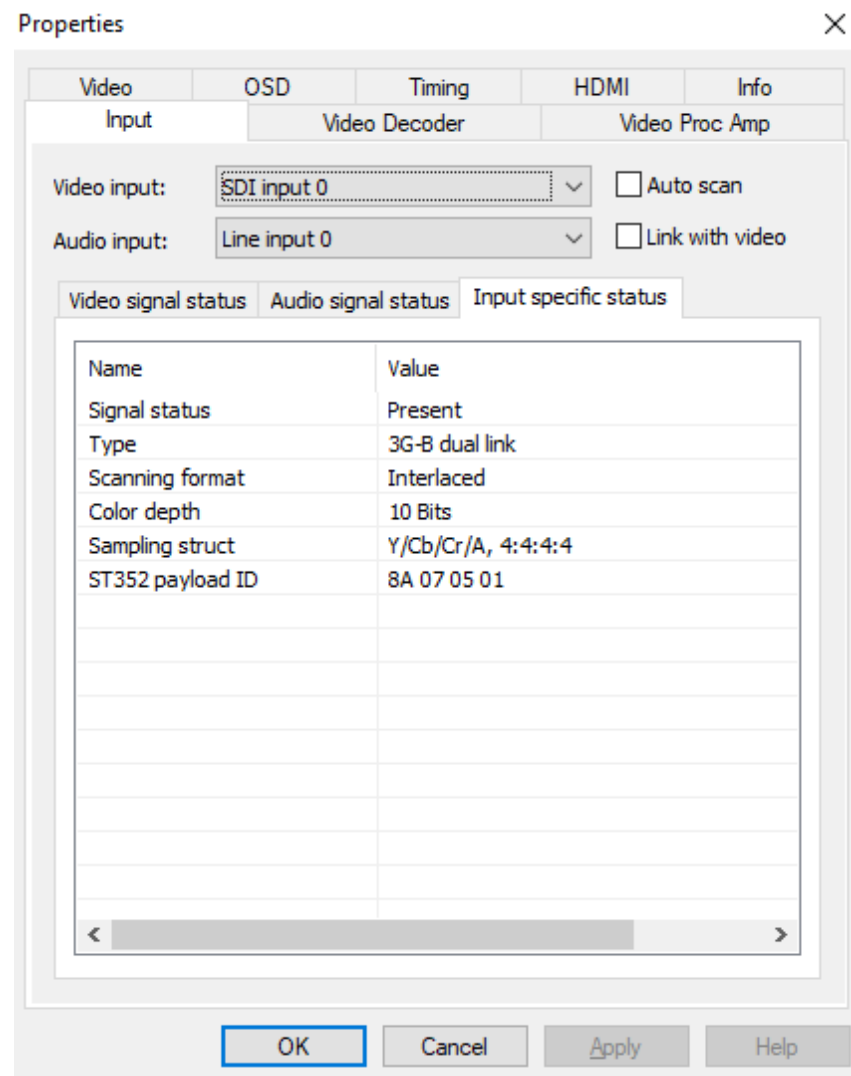 Properties
Video OSD Timing HDMI Info
Input Video Decoder Video Proc Amp
Video input: SDI input 0 Auto scan
Audio input: Line input 0 Link with video
Video signal status Audio signal status Input specific status
Name Value
Signal status Present
Type 3G-B dual link
Scanning format Interlaced
Color depth 10 Bits
Sampling struct Y/Cb/Cr/A, 4:4:4:4
ST352 payload ID 8A 07 05 01
OK Cancel Apply Help